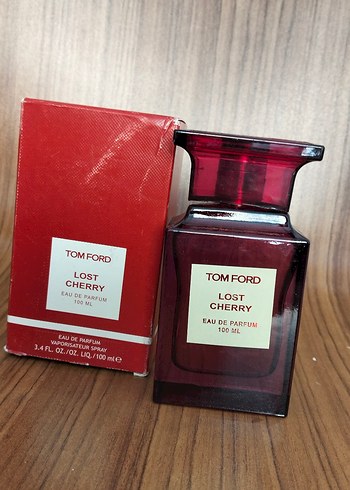 TOM FORD
LOST
CHERRY
EAU DE PARFUM
100 ML
EAU DE PARFUM
VAPORISATEUR SPRAY
3.4 FL. OZ./OZ. LIQ./100 ml e
TOM FORD
LOST
CHERRY
EAU DE PARFUM
100 ML